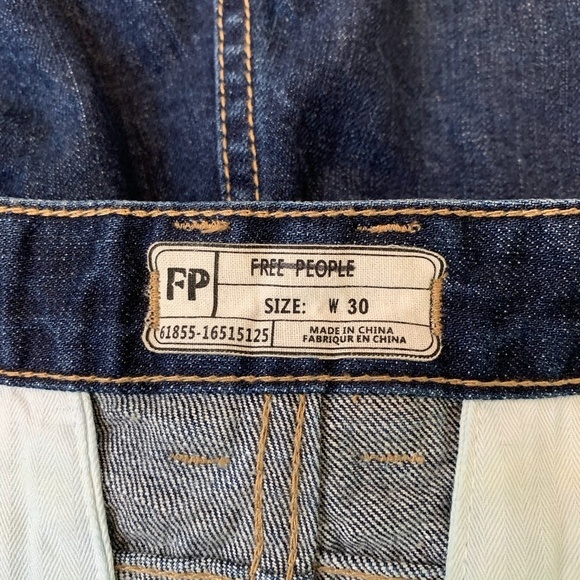 FP
FREE PEOPLE
SIZE: W 30
61855-16515125
MADE IN CHINA
FABRIQUR EN CHINA